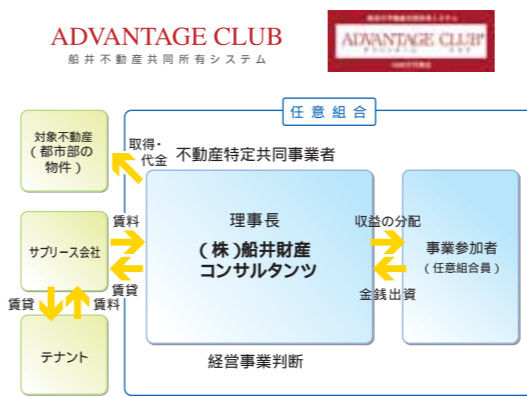 ADVANTAGE CLUB
船井不動産共同所有システム
ADVANTAGE CLUB®
任意組合
対象不動産
(都市部の
物件)
取得・
代金
不動産特定共同事業者
理事長
(株)船井財産
コンサルタンツ
経営事業判断
収益の分配
金銭出資
事業参加者
(任意組合員)
サブリース会社
賃料
賃貸
賃貸
賃料
テナント